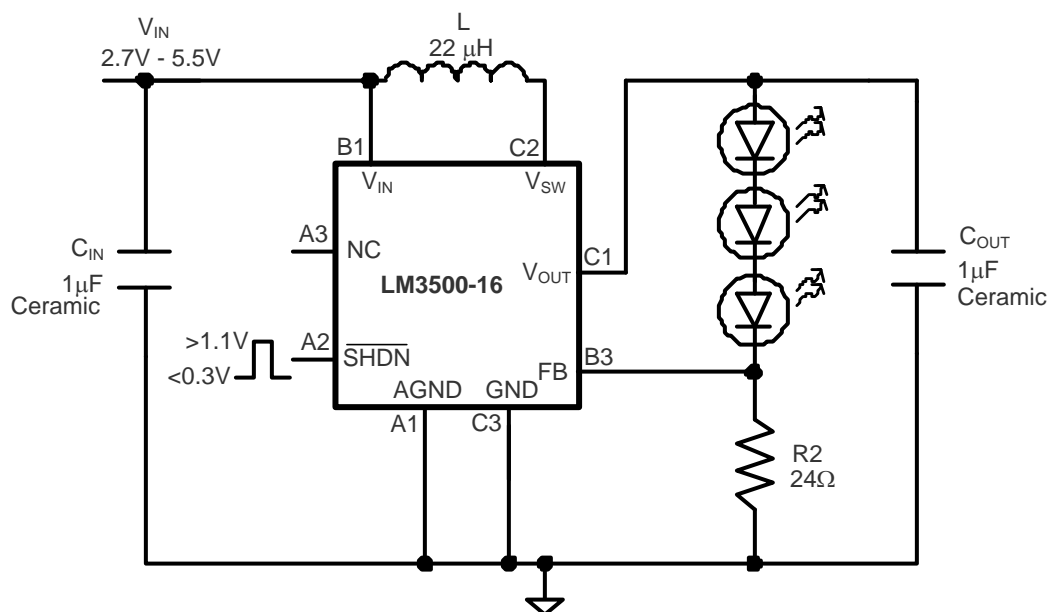 V_IN
2.7V - 5.5V
L
22 μH
B1
C2
V_IN
V_SW
A3
NC
C_IN
1μF
Ceramic
LM3500-16
V_OUT
C1
C_OUT
1μF
Ceramic
>1.1V
<0.3V
A2
SHDN
FB
B3
AGND
GND
A1
C3
R2
24Ω